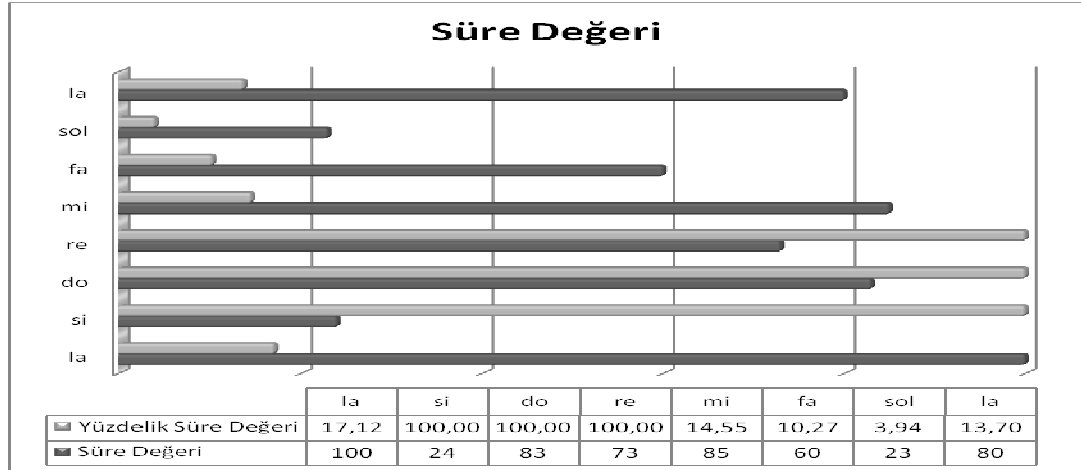 Süre Değeri
la
sol
fa
mi
re
do
si
la
la si do re mi fa sol la
Yüzdelik Süre Değeri 17,12 100,00 100,00 100,00 14,55 10,27 3,94 13,70
Süre Değeri 100 24 83 73 85 60 23 80